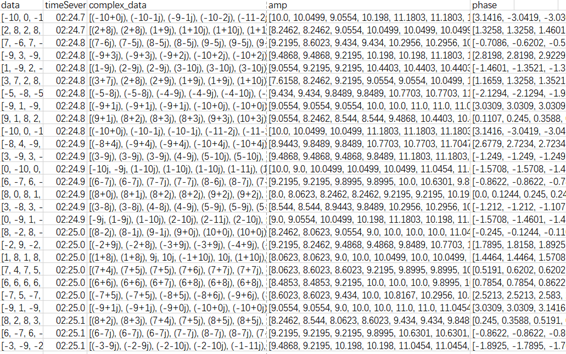 data timeSever complex_data amp phase
[-10, 0, -1 02:24.7 [(-10+0j), (-10-1j), (-9-1j), (-10-2j), (-11-2 [10.0, 10.0499, 9.0554, 10.198, 11.1803, 11.1803, 1 [3.1416, -3.0419, -3.03
[2, 8, 2, 8, 02:24.7 [(2+8j), (2+8j), (1+9j), (1+10j), (1+10j), (1+1 [8.2462, 8.2462, 9.0554, 10.0499, 10.0499, 10.0499 [1.3258, 1.3258, 1.4601
[7, -6, 7, - 02:24.8 [(7-6j), (7-5j), (8-5j), (8-5j), (9-5j), (9-5j), ( [9.2195, 8.6023, 9.434, 9.434, 10.2956, 10.2956, 10 [-0.7086, -0.6202, -0.5
[-9, 3, -9, 02:24.8 [(-9+3j), (-9+3j), (-9+2j), (-10+2j), (-10+2j [9.4868, 9.4868, 9.2195, 10.198, 10.198, 11.1803, [2.8198, 2.8198, 2.9229
[1, -9, 2, - 02:24.8 [(1-9j), (2-9j), (2-9j), (3-10j), (3-10j), (3-10j) [9.0554, 9.2195, 9.2195, 10.4403, 10.4403, 10.4403 [-1.4601, -1.3521, -1.3
[3, 7, 2, 8, 02:24.8 [(3+7j), (2+8j), (2+9j), (1+9j), (1+9j), (1+10j) [7.6158, 8.2462, 9.2195, 9.0554, 9.0554, 10.0499, [1.1659, 1.3258, 1.3521
[-5, -8, -5 02:24.8 [(-5-8j), (-5-8j), (-4-9j), (-4-9j), (-4-10j), (- [9.434, 9.434, 9.8489, 9.8489, 10.7703, 10.7703, 11 [-2.1294, -2.1294, -1.9
[-9, 1, -9, 02:24.8 [(-9+1j), (-9+1j), (-9+1j), (-10+0j), (-10+0j) [9.0554, 9.0554, 9.0554, 10.0, 10.0, 11.0, 11.0, [3.0309, 3.0309, 3.0309
[9, 1, 8, 2, 02:24.8 [(9+1j), (8+2j), (8+3j), (8+3j), (9+3j), (10+3j) [9.0554, 8.2462, 8.544, 8.544, 9.4868, 10.4403, 11 [0.1107, 0.245, 0.3588,
[-10, 0, -1 02:24.9 [(-10+0j), (-10-1j), (-10-1j), (-11-2j), (-11- [10.0, 10.0499, 10.0499, 11.1803, 11.1803, 11.1803 [3.1416, -3.0419, -3.04
[-8, 4, -9, 02:24.9 [(-8+4j), (-9+4j), (-9+4j), (-10+4j), (-10+4j [8.9443, 9.8489, 9.8489, 10.7703, 10.7703, 11.7047 [2.6779, 2.7234, 2.7234
[3, -9, 3, - 02:24.9 [(3-9j), (3-9j), (3-9j), (4-9j), (5-10j), (5-10j), [9.4868, 9.4868, 9.4868, 9.8489, 11.1803, 11.1803, [-1.249, -1.249, -1.249
[0, -10, 0, 02:24.9 [-10j, -9j, (1-10j), (1-10j), (1-10j), (1-11j), [10.0, 9.0, 10.0499, 10.0499, 10.0499, 11.0454, 11. [-1.5708, -1.5708, -1.4
[6, -7, 6, - 02:24.9 [(6-7j), (6-7j), (7-7j), (7-7j), (8-6j), (8-7j), ( [9.2195, 9.2195, 9.8995, 9.8995, 10.0, 10.6301, 9.8 [-0.8622, -0.8622, -0.7
[8, 0, 8, 1, 02:24.9 [(8+0j), (8+1j), (8+2j), (8+2j), (9+2j), (9+2j), [8.0, 8.0623, 8.2462, 8.2462, 9.2195, 9.2195, 10.19 [0.0, 0.1244, 0.245, 0.24
[3, -8, 3, - 02:24.9 [(3-8j), (3-8j), (4-8j), (4-9j), (5-9j), (5-9j), ( [8.544, 8.544, 8.9443, 9.8489, 10.2956, 10.2956, 1 [-1.212, -1.212, -1.107
[0, -9, 1, - 02:24.9 [-9j, (1-9j), (1-10j), (2-10j), (2-11j), (2-10j), [9.0, 9.0554, 10.0499, 10.198, 11.1803, 10.198, 11. [-1.5708, -1.4601, -1.4
[8, -2, 8, - 02:25.0 [(8-2j), (8-1j), (9-1j), (9+0j), (10+0j), (10+0j [8.2462, 8.0623, 9.0554, 9.0, 10.0, 10.0, 10.0, 11.0 [-0.245, -0.1244, -0.11
[-2, 9, -2, 02:25.0 [(-2+9j), (-2+9j), (-3+9j), (-3+9j), (-4+9j), ( [9.2195, 9.2195, 9.4868, 9.4868, 9.8489, 10.7703, 1 [1.7895, 1.8158, 1.8925
[1, 8, 1, 8, 02:25.0 [(1+8j), (1+8j), 9j, 10j, (-1+10j), 10j, (1+10j), [8.0623, 8.0623, 9.0, 10.0, 10.0499, 10.0, 10.0499, [1.4464, 1.4464, 1.5708
[7, 4, 7, 5, 02:25.0 [(7+4j), (7+5j), (7+5j), (7+6j), (7+7j), (7+7j), [8.0623, 8.6023, 8.6023, 9.2195, 9.8995, 9.8995, 10 [0.5191, 0.6202, 0.6202
[6, 6, 6, 6, 02:25.0 [(6+6j), (6+6j), (6+7j), (6+8j), (6+8j), (6+8j), [8.4853, 8.4853, 9.2195, 10.0, 10.0, 10.0, 9.8995, 1 [0.7854, 0.7854, 0.8622
[-7, 5, -7, 02:25.0 [(-7+5j), (-7+5j), (-8+5j), (-8+6j), (-9+6j), ( [8.6023, 8.6023, 9.434, 10.0, 10.8167, 10.2956, 10. [2.5213, 2.5213, 2.583,
[-9, 1, -9, 02:25.0 [(-9+1j), (-9+1j), (-9+0j), (-10+0j), (-10+0j) [9.0554, 9.0554, 9.0, 10.0, 10.0, 11.0, 11.0, 11.0454 [3.0309, 3.0309, 3.1416
[8, 2, 8, 3, 02:25.1 [(8+2j), (8+3j), (7+4j), (7+5j), (8+5j), (8+5j), [8.2462, 8.544, 8.0623, 8.6023, 9.434, 9.434, 9.848 [0.245, 0.3588, 0.5191,
[6, -7, 6, - 02:25.1 [(6-7j), (6-7j), (6-7j), (7-7j), (8-7j), (8-7j), ( [9.2195, 9.2195, 9.2195, 9.8995, 10.6301, 10.6301, [-0.8622, -0.8622, -0.8
[-3, -9, -2 02:25.1 [(-3-9j), (-2-9j), (-2-10j), (-2-10j), (-1-11j), [9.4868, 9.2195, 10.198, 10.198, 11.0454, 11.0454, [-1.8925, -1.7895, -1.7